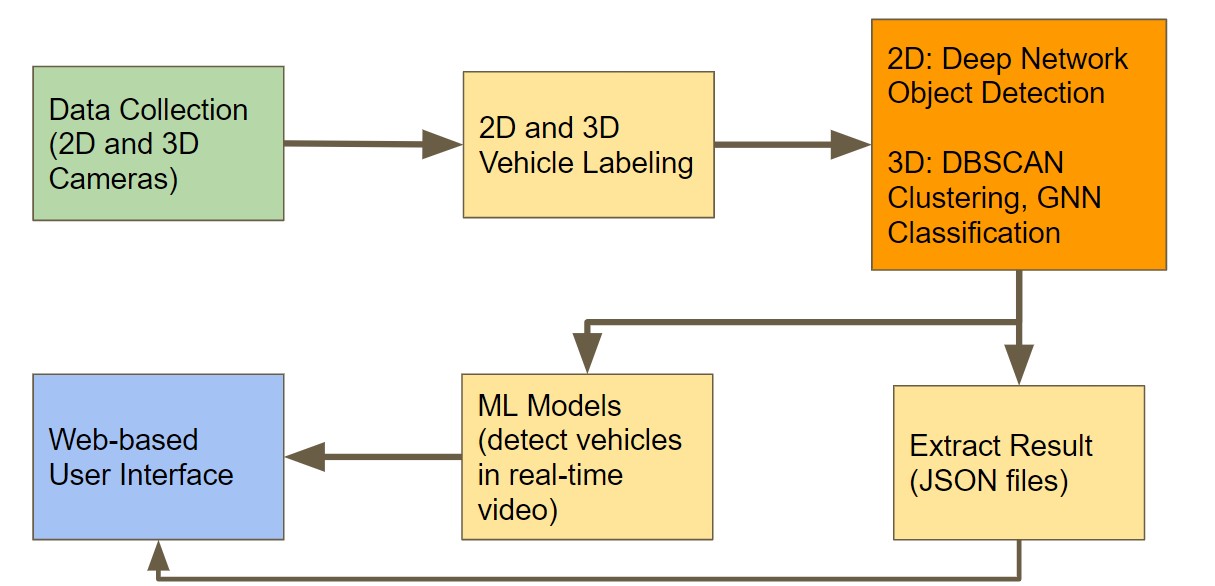 Data Collection
(2D and 3D
Cameras)
2D and 3D
Vehicle Labeling
2D: Deep Network
Object Detection
3D: DBSCAN
Clustering, GNN
Classification
Web-based
User Interface
ML Models
(detect vehicles
in real-time
video)
Extract Result
(JSON files)